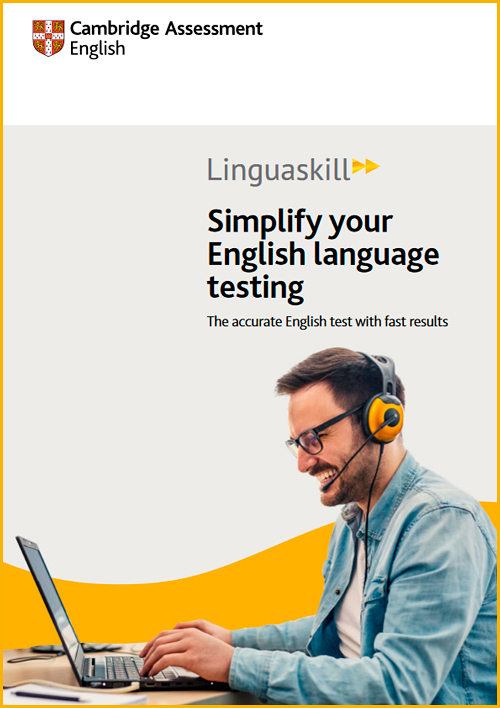 Cambridge Assessment
English
Linguaskill
Simplify your
English language
testing
The accurate English test with fast results